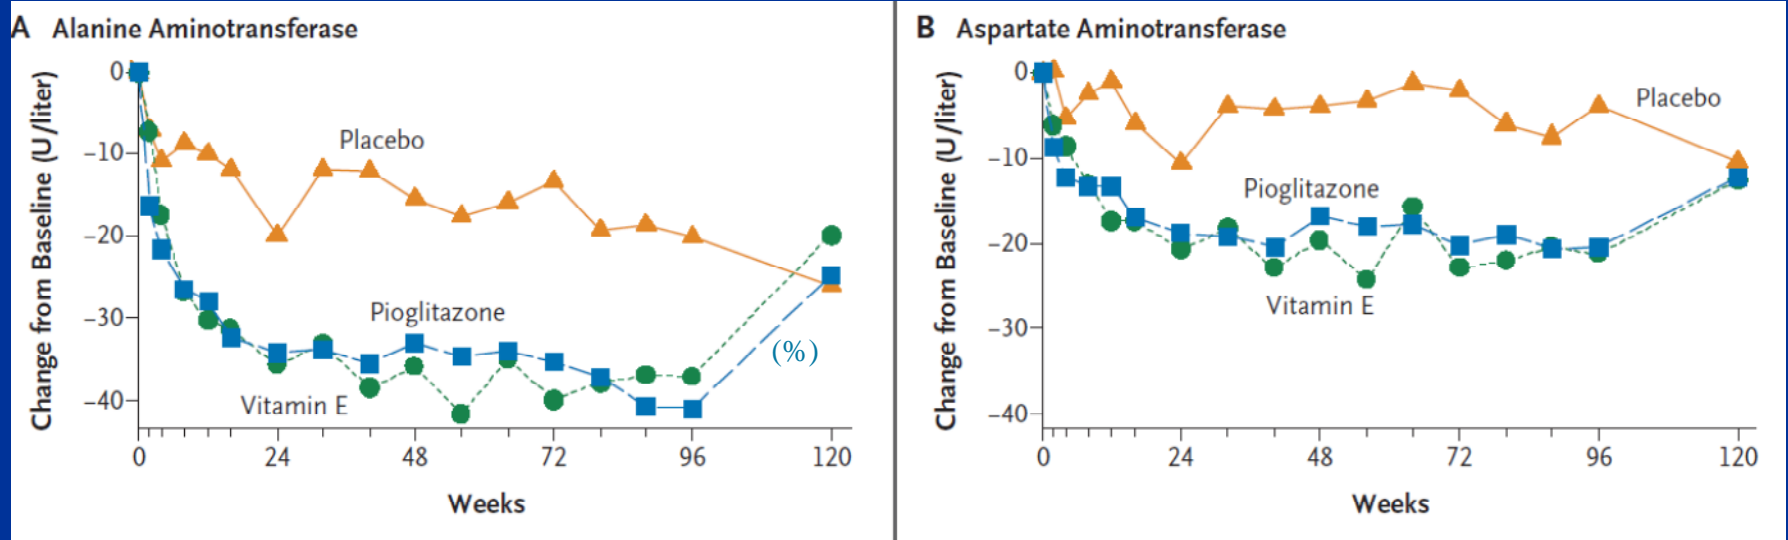 A Alanine Aminotransferase
Change from Baseline (U/liter)
0
−10
−20
−30
−40
Placebo
Pioglitazone
Vitamin E
(%)
0 24 48 72 96 120
Weeks
B Aspartate Aminotransferase
Change from Baseline (U/liter)
0
−10
−20
−30
−40
Placebo
Pioglitazone
Vitamin E
0 24 48 72 96 120
Weeks